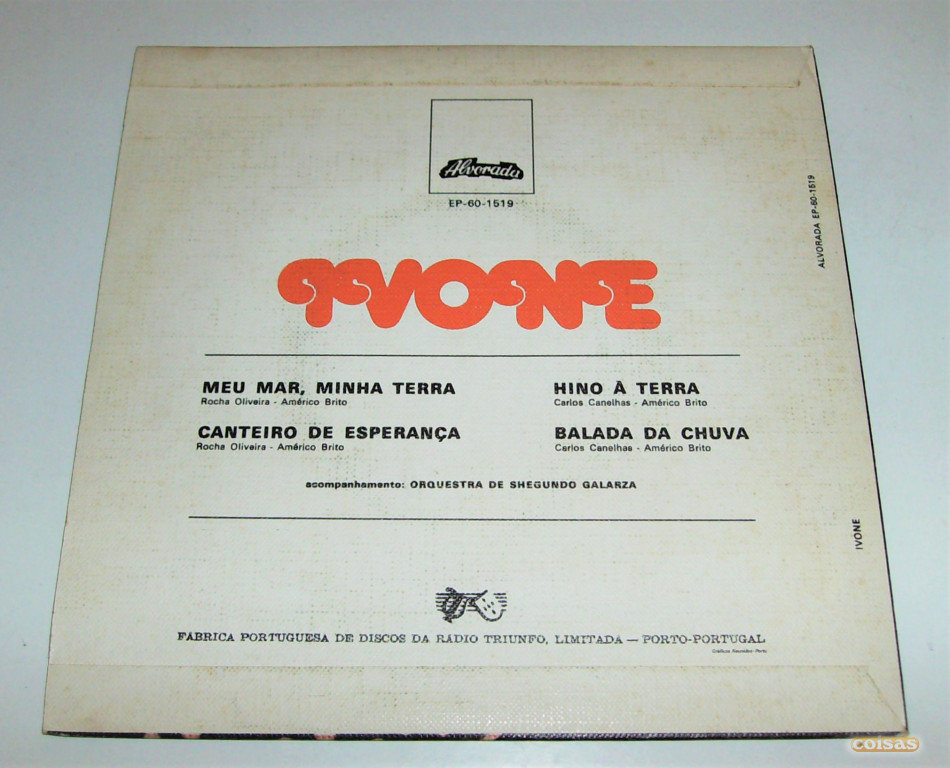 Alvorada
EP-60-1519
IVONE
MEU MAR, MINHA TERRA
Rocha Oliveira - Américo Brito
CANTEIRO DE ESPERANÇA
Rocha Oliveira - Américo Brito
HINO À TERRA
Carlos Canelhas - Américo Brito
BALADA DA CHUVA
Carlos Canelhas - Américo Brito
acompanhamento: ORQUESTRA DE SHEGUNDO GALARZA
FÁBRICA PORTUGUESA DE DISCOS DA RÁDIO TRIUNFO, LIMITADA — PORTO-PORTUGAL
ALVORADA EP-60-1519
IVONE
coisas